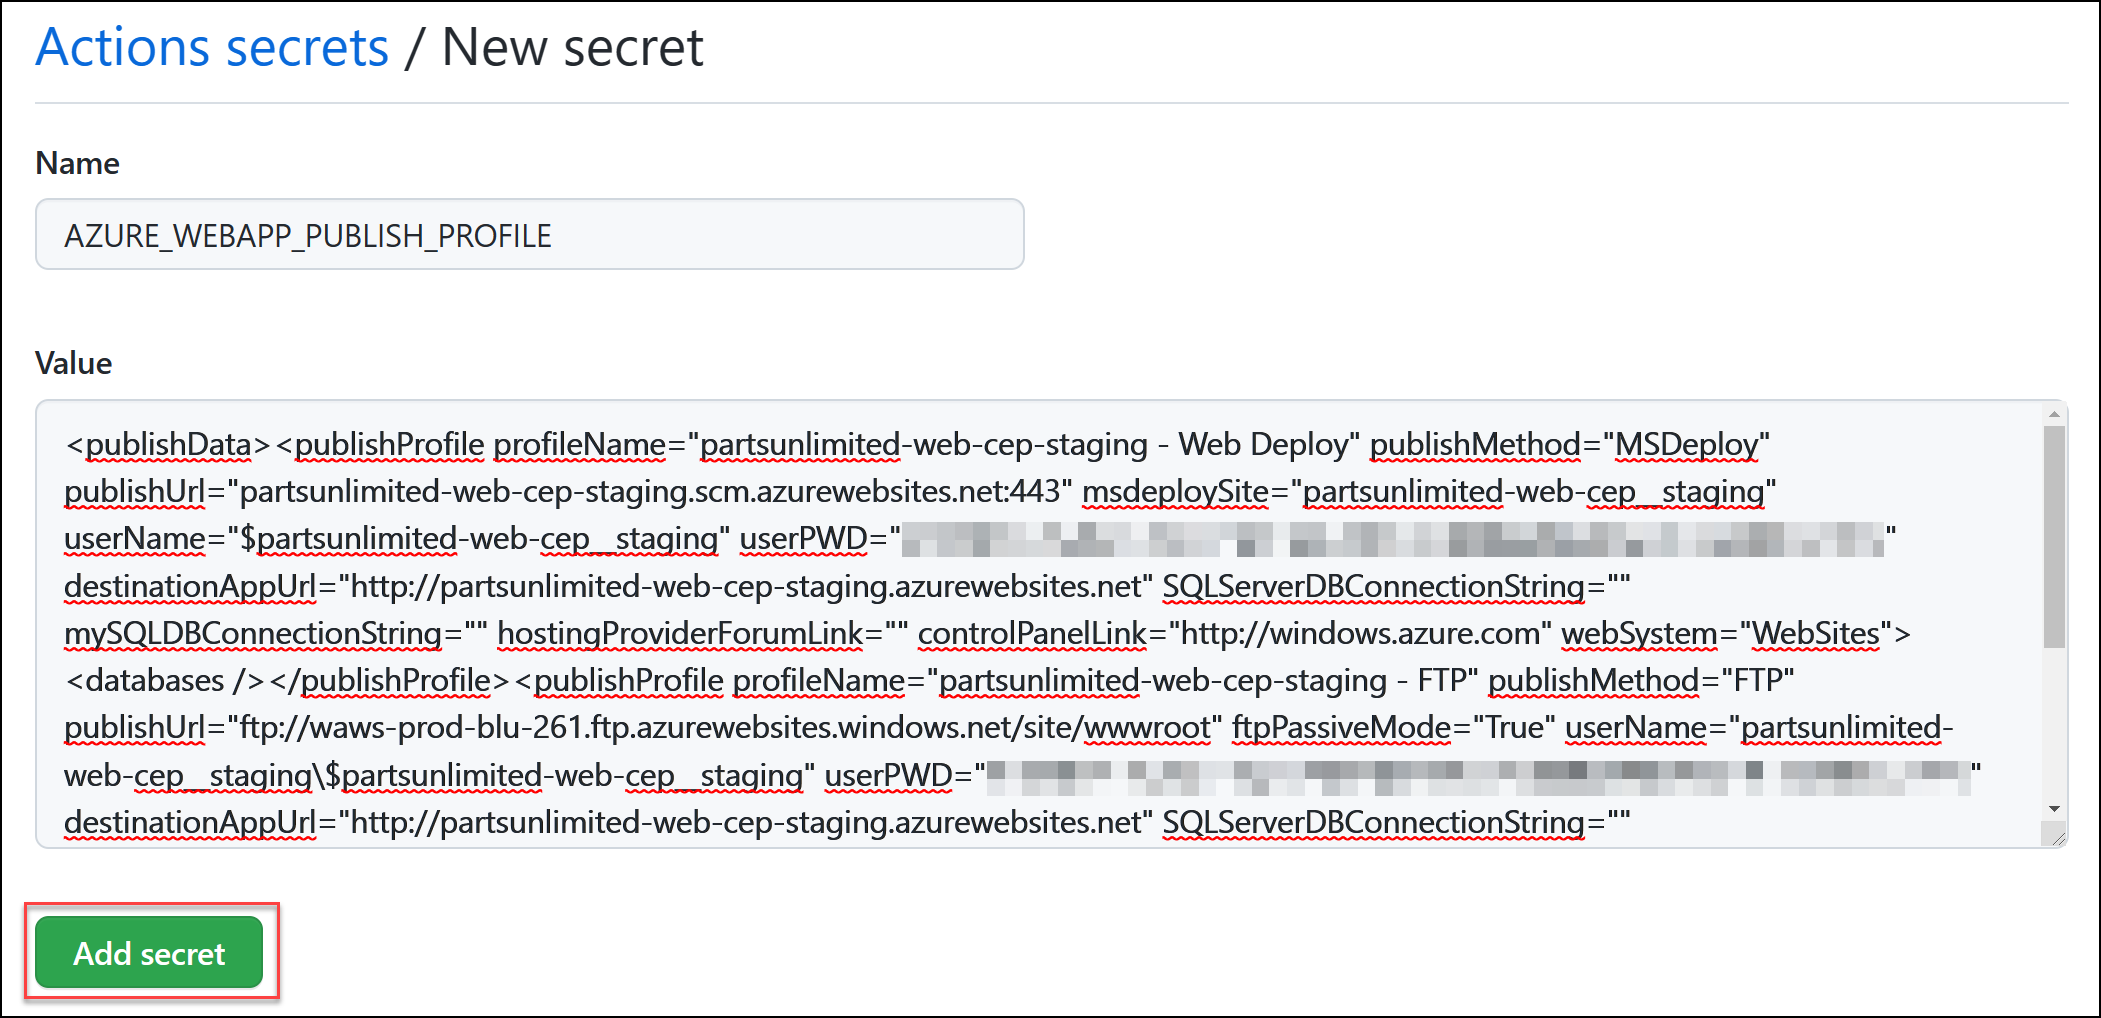 Actions secrets / New secret
Name
AZURE_WEBAPP_PUBLISH_PROFILE
Value
<publishData><publishProfile profileName="partsunlimited-web-cep-staging - Web Deploy" publishMethod="MSDeploy"
publishUrl="partsunlimited-web-cep-staging.scm.azurewebsites.net:443" msdeploySite="partsunlimited-web-cep__staging"
userName="$partsunlimited-web-cep__staging" userPWD=" "
destinationAppUrl="http://partsunlimited-web-cep-staging.azurewebsites.net" SQLServerDBConnectionString=""
mySQLDBConnectionString="" hostingProviderForumLink="" controlPanelLink="http://windows.azure.com" webSystem="WebSites">
<databases /></publishProfile><publishProfile profileName="partsunlimited-web-cep-staging - FTP" publishMethod="FTP"
publishUrl="ftp://waws-prod-blu-261.ftp.azurewebsites.windows.net/site/wwwroot" ftpPassiveMode="True" userName="partsunlimited-
web-cep__staging\$partsunlimited-web-cep__staging" userPWD=" "
destinationAppUrl="http://partsunlimited-web-cep-staging.azurewebsites.net" SQLServerDBConnectionString=""
Add secret